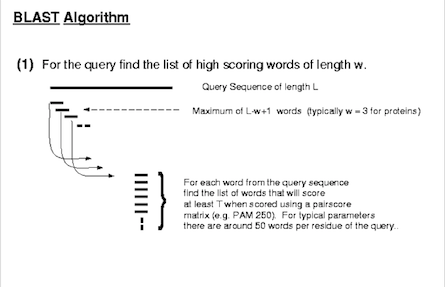 BLAST Algorithm
(1) For the query find the list of high scoring words of length w.
Query Sequence of length L
Maximum of L-w+1 words (typically w = 3 for proteins)
For each word from the query sequence
find the list of words that will score
at least T when scored using a pairscore
matrix (e.g. PAM 250). For typical parameters
there are around 50 words per residue of the query..